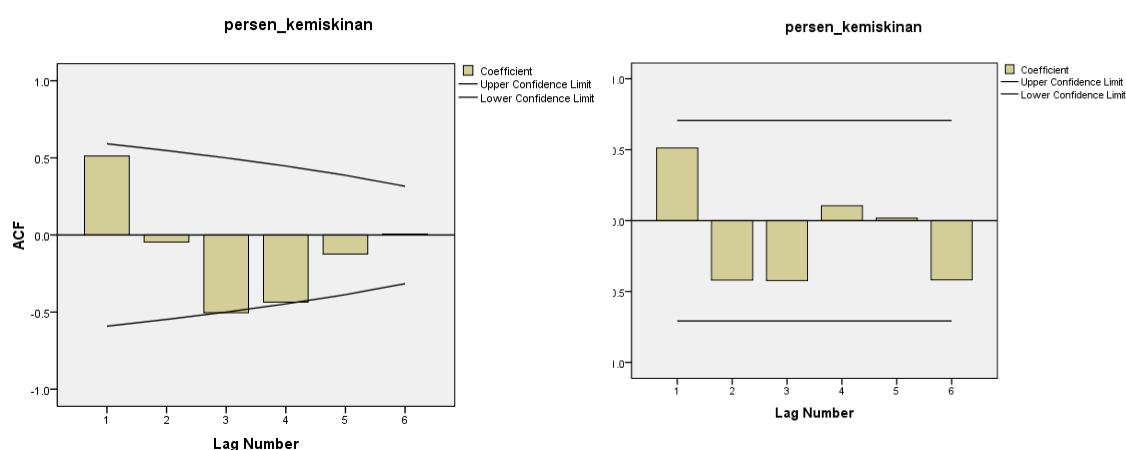 persen_kemiskinan
Coefficient
Upper Confidence Limit
Lower Confidence Limit
1.0
0.5
0.0
-0.5
-1.0
ACF
1 2 3 4 5 6
Lag Number
persen_kemiskinan
Coefficient
Upper Confidence Limit
Lower Confidence Limit
1 2 3 4 5 6
Lag Number